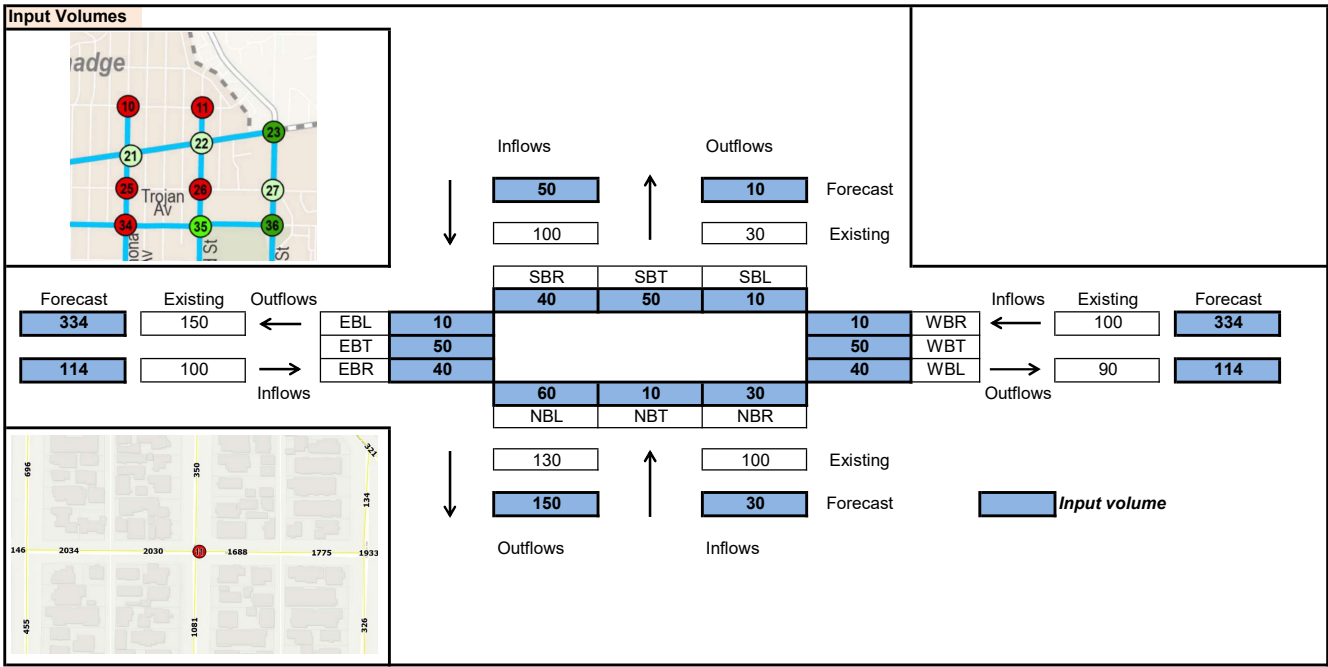 Input Volumes
adge
10
11
23
22
21
25
26
27
Trojan
Av
34
35
36
ona
Av
St
St
Inflows
Outflows
50
10
Forecast
100
30
Existing
SBR
SBT
SBL
40
50
10
Forecast
Existing
Outflows
Inflows
Existing
Forecast
334
150
EBL
10
10
WBR
100
334
EBT
50
50
WBT
114
100
EBR
40
40
WBL
90
114
Inflows
Outflows
60
10
30
NBL
NBT
NBR
130
100
Existing
150
30
Forecast
Input volume
Outflows
Inflows
321
696
350
134
146
2034
2030
1688
1775
1933
455
1081
326